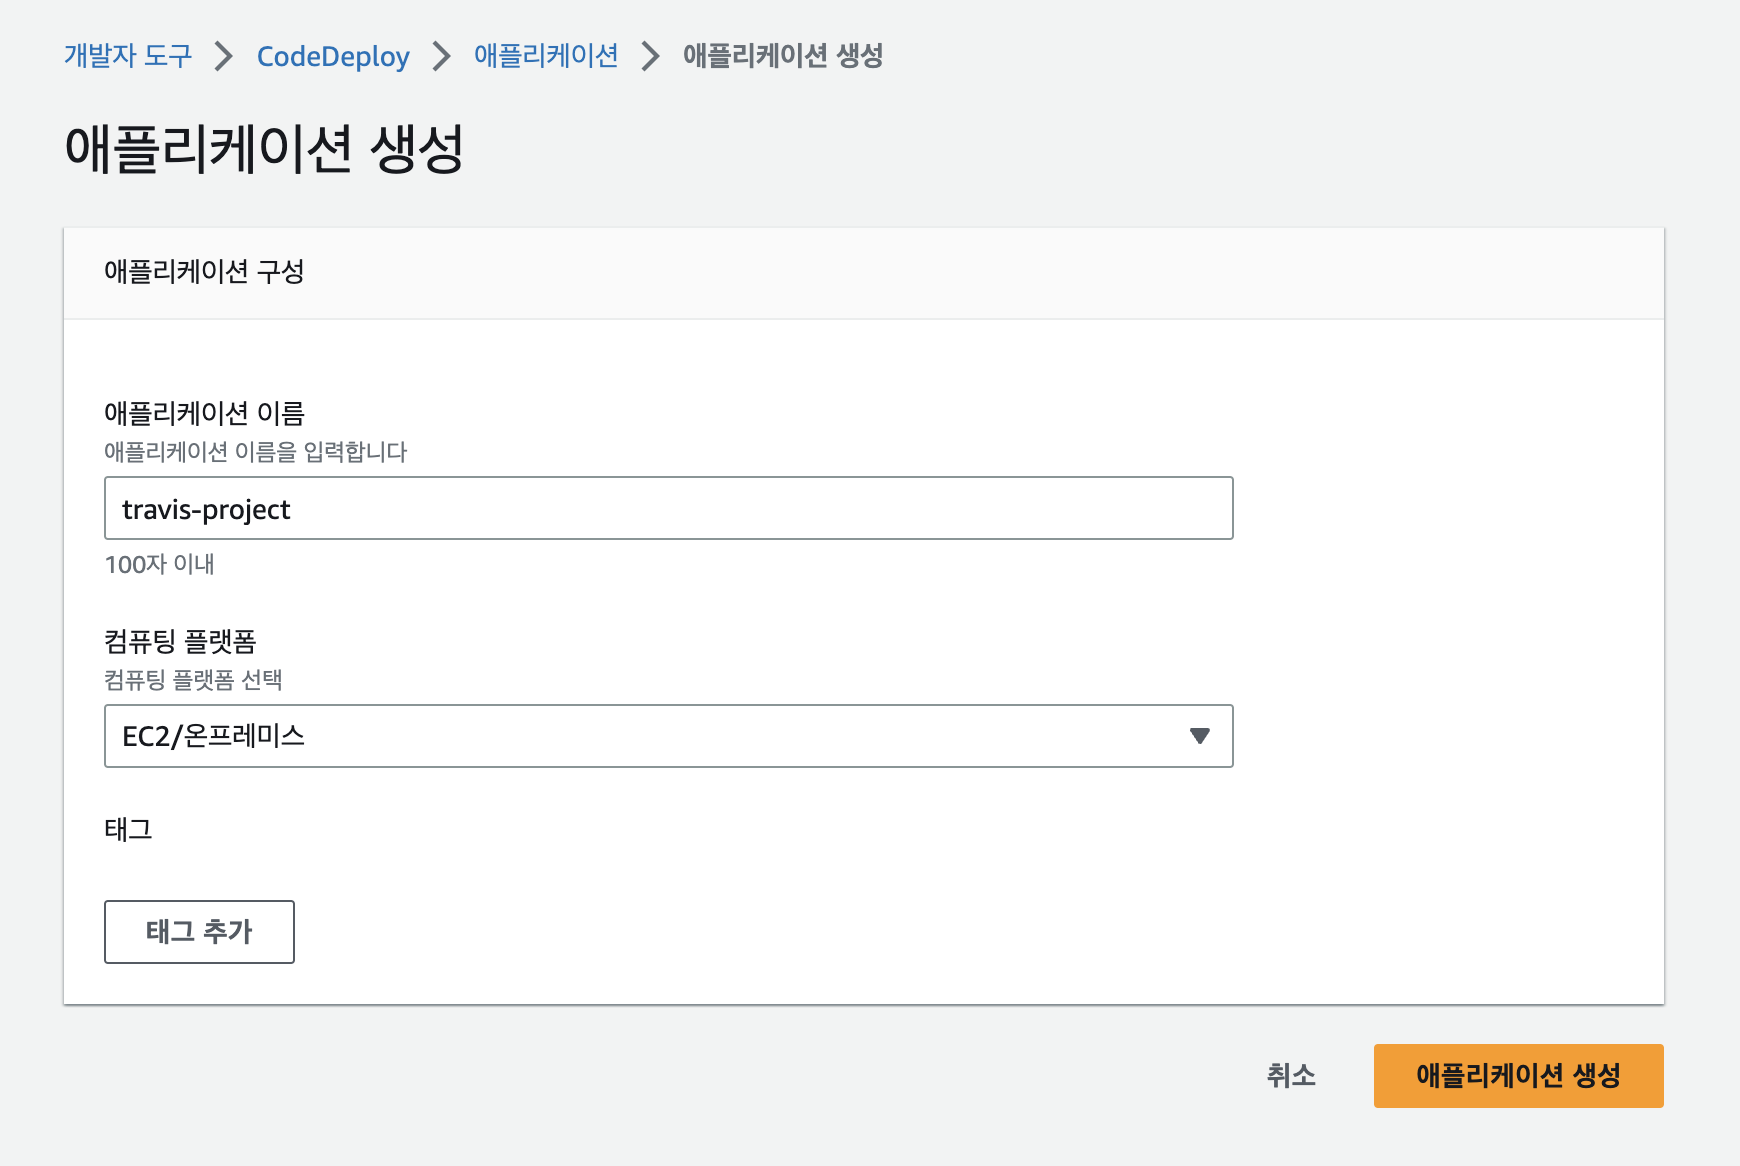 개발자 도구 > CodeDeploy > 애플리케이션 > 애플리케이션 생성
애플리케이션 생성
애플리케이션 구성
애플리케이션 이름
애플리케이션 이름을 입력합니다
travis-project
100자 이내
컴퓨팅 플랫폼
컴퓨팅 플랫폼 선택
EC2/온프레미스
태그
태그 추가
취소 애플리케이션 생성